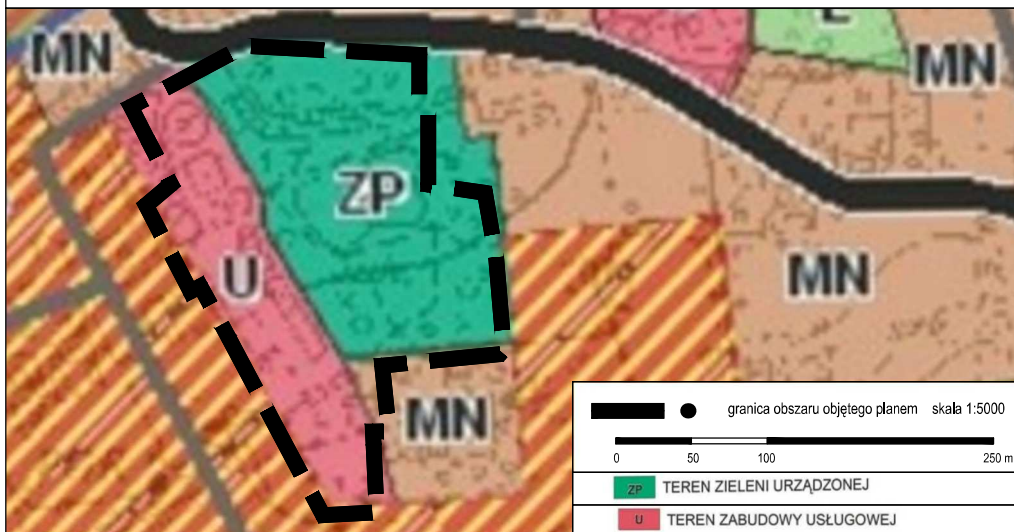 MN
MN
ZP
U
MN
MN
granica obszaru objętego planem skala 1:5000
0 50 100 250 m
ZP TEREN ZIELENI URZĄDZONEJ
U TEREN ZABUDOWY USŁUGOWEJ